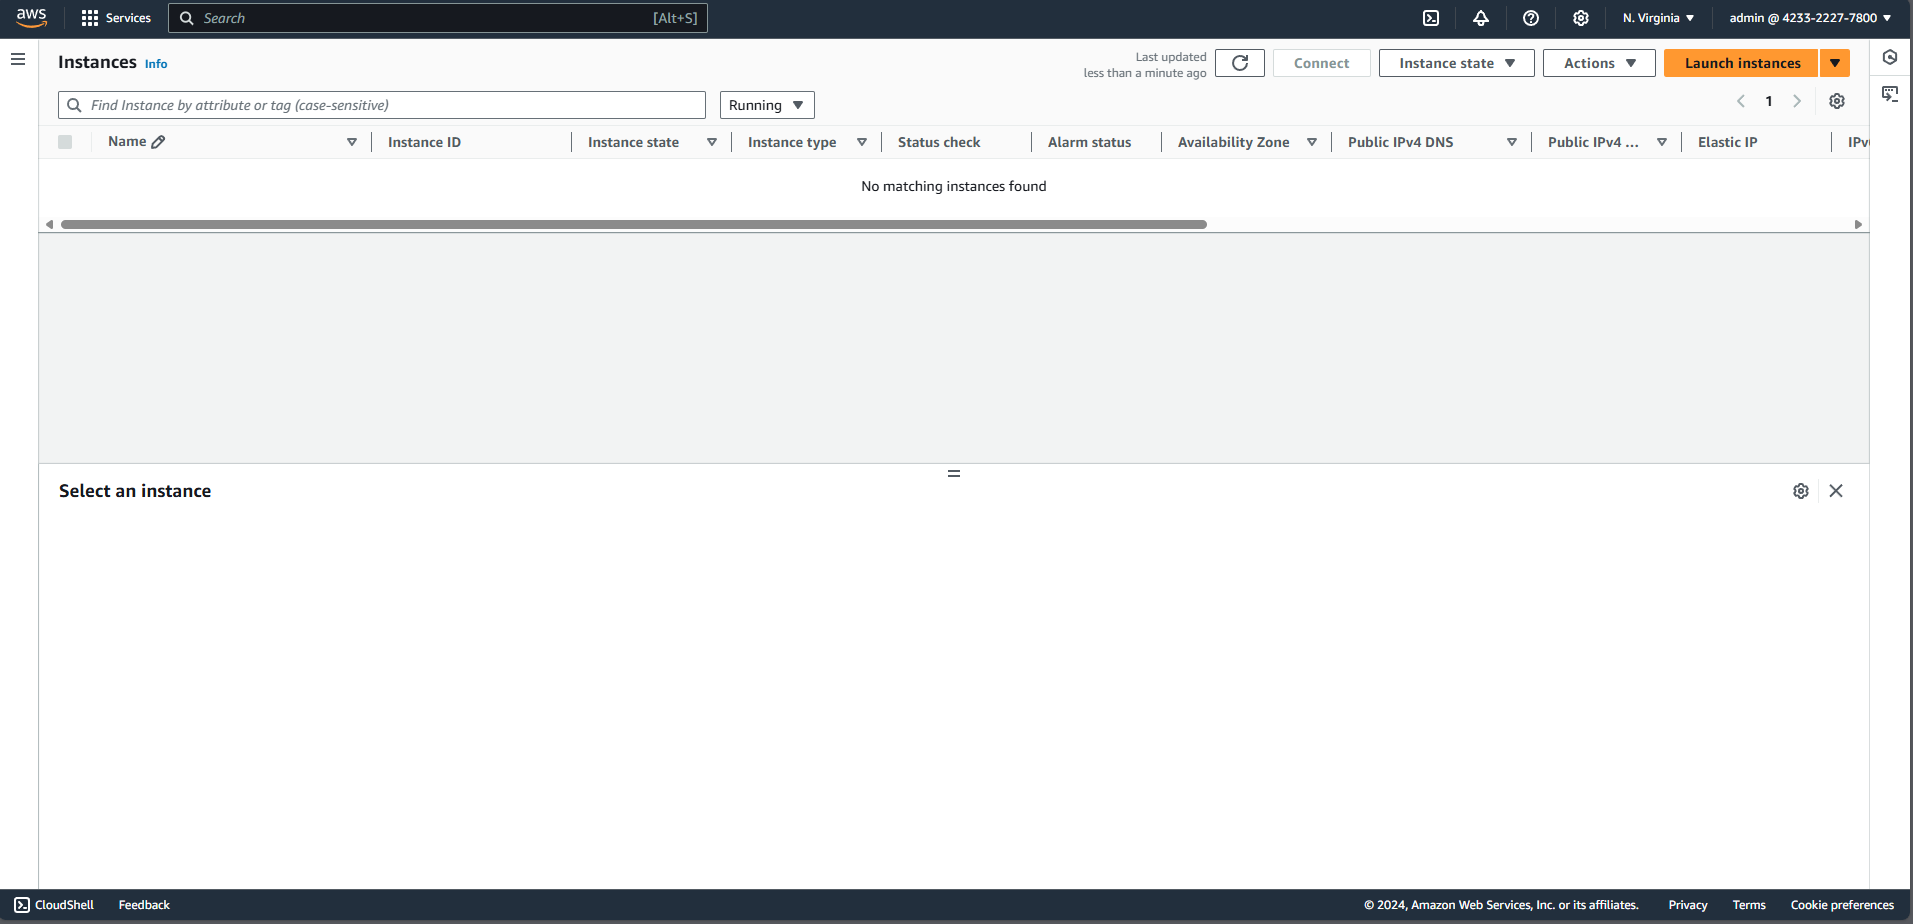 aws Services Search [Alt+S] N. Virginia admin @ 4233-2227-7800
Instances Info
Last updated
less than a minute ago
Connect Instance state Actions Launch instances
Find Instance by attribute or tag (case-sensitive) Running 1
Name Instance ID Instance state Instance type Status check Alarm status Availability Zone Public IPv4 DNS Public IPv4 ... Elastic IP
No matching instances found
Select an instance
CloudShell Feedback © 2024, Amazon Web Services, Inc. or its affiliates. Privacy Terms Cookie preferences